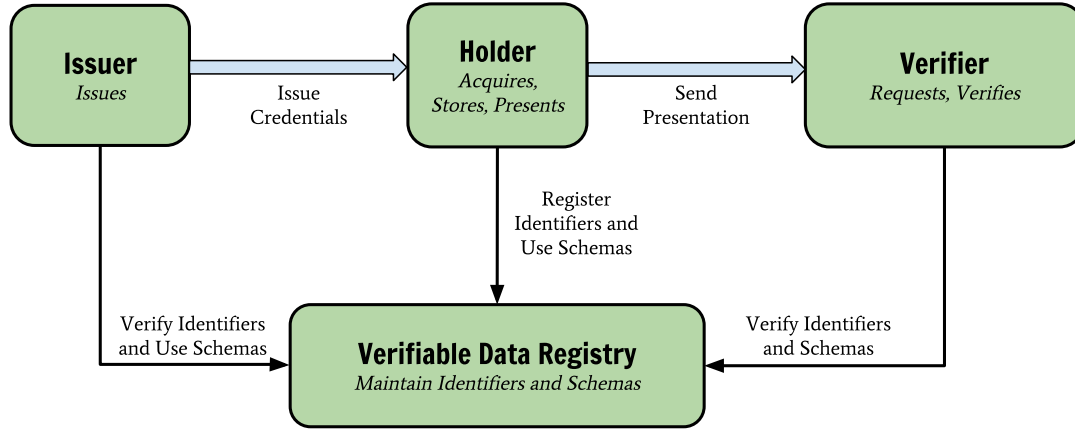 Issuer
Issues
Issue
Credentials
Holder
Acquires,
Stores, Presents
Send
Presentation
Verifier
Requests, Verifies
Register
Identifiers and
Use Schemas
Verify Identifiers
and Use Schemas
Verifiable Data Registry
Maintain Identifiers and Schemas
Verify Identifiers
and Schemas